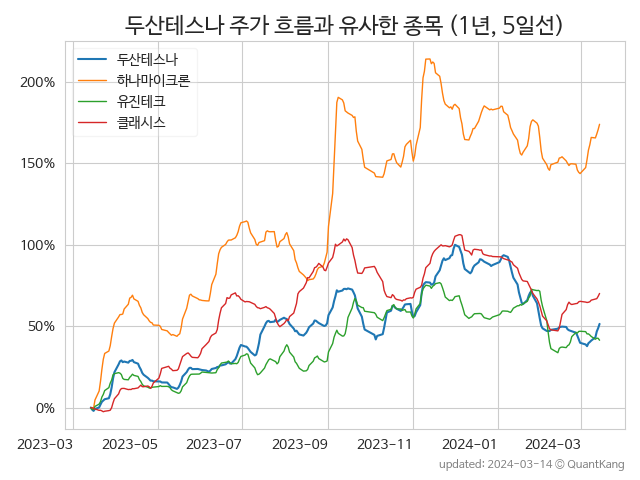 두산테스나 주가 흐름과 유사한 종목 (1년, 5일선)
두산테스나
하나마이크론
유진테크
클래시스
200%
150%
100%
50%
0%
2023-03 2023-05 2023-07 2023-09 2023-11 2024-01 2024-03
updated: 2024-03-14 © QuantKang